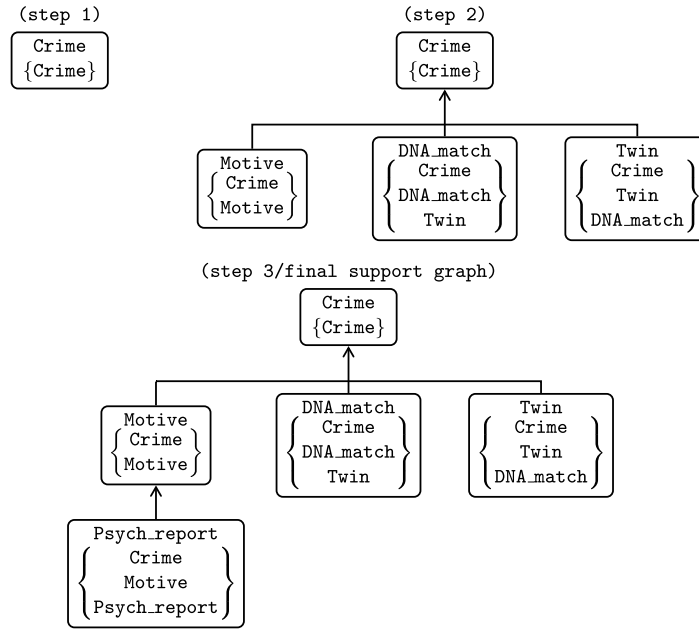 (step 1)
Crime
{Crime}
(step 2)
Crime
{Crime}
Motive
{Crime
Motive}
DNA_match
{Crime
DNA_match
Twin}
Twin
{Crime
Twin
DNA_match}
(step 3/final support graph)
Crime
{Crime}
Motive
{Crime
Motive}
DNA_match
{Crime
DNA_match
Twin}
Twin
{Crime
Twin
DNA_match}
Psych_report
{Crime
Motive
Psych_report}